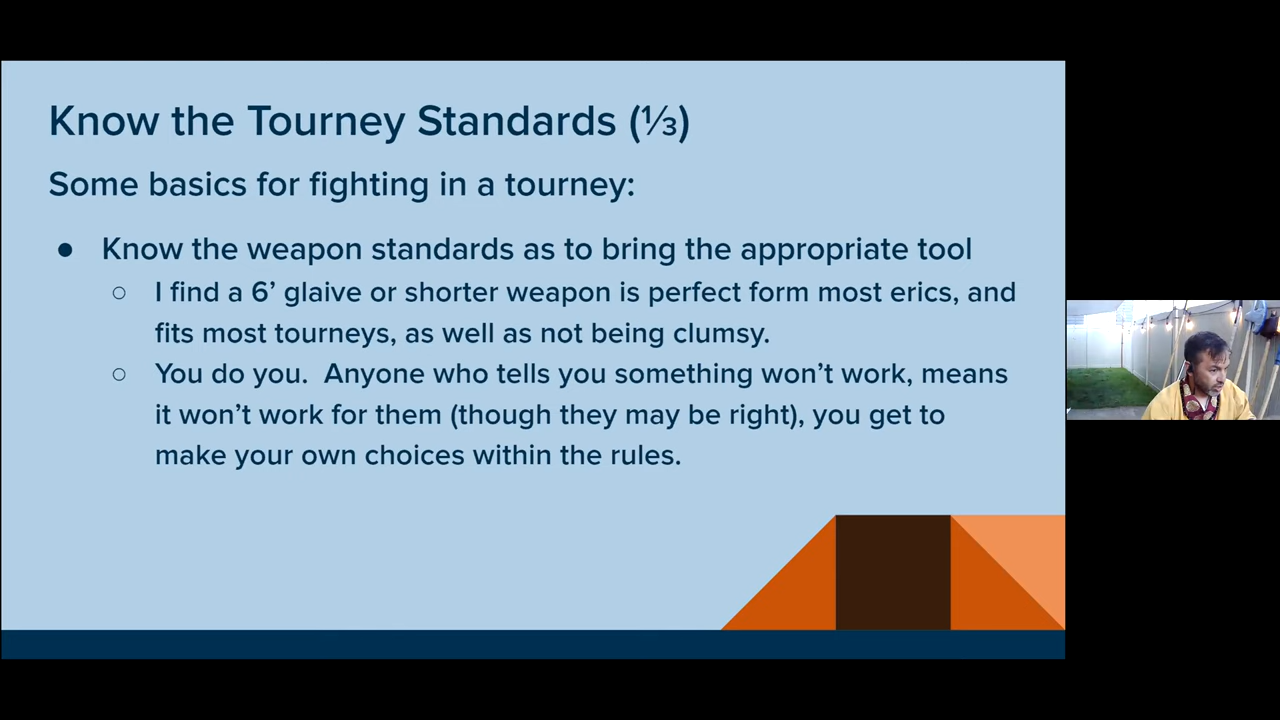 Know the Tourney Standards (⅓)
Some basics for fighting in a tourney:
● Know the weapon standards as to bring the appropriate tool
○ I find a 6’ glaive or shorter weapon is perfect form most erics, and
fits most tourneys, as well as not being clumsy.
○ You do you.  Anyone who tells you something won’t work, means
it won’t work for them (though they may be right), you get to
make your own choices within the rules.